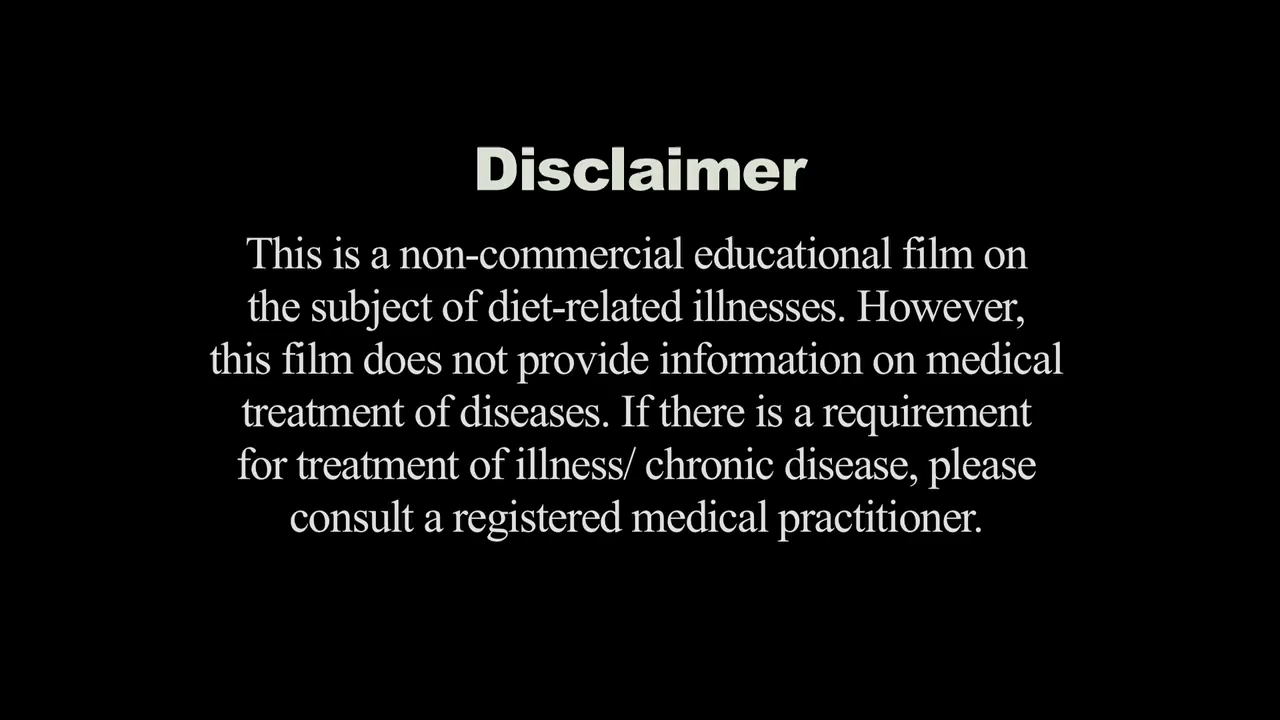 Disclaimer
This is a non-commercial educational film on
the subject of diet-related illnesses. However,
this film does not provide information on medical
treatment of diseases. If there is a requirement
for treatment of illness/ chronic disease, please
consult a registered medical practitioner.